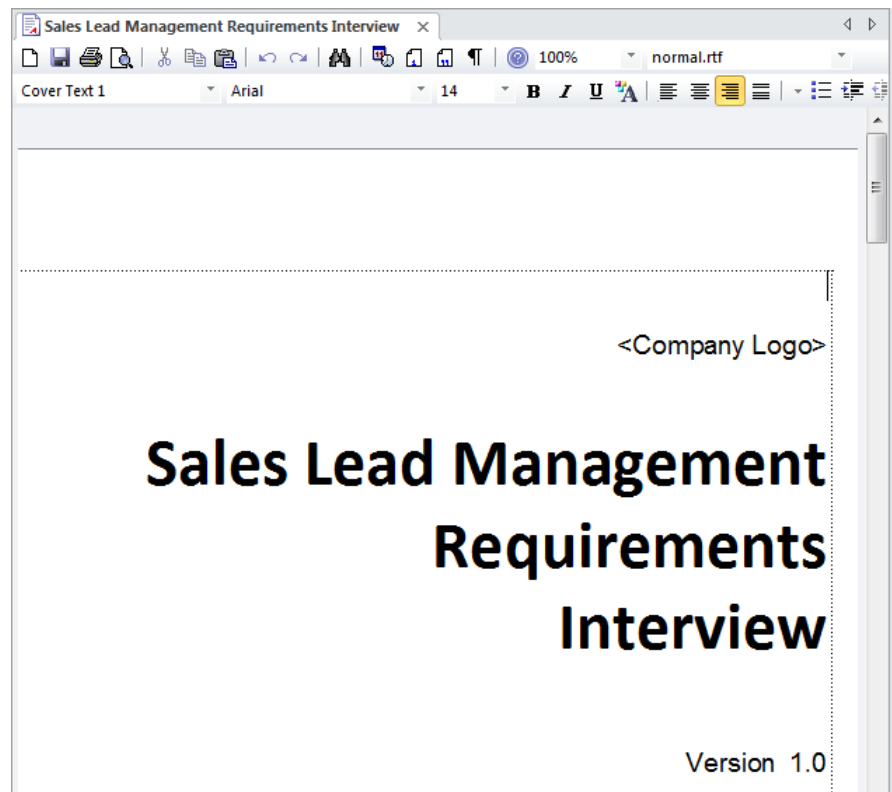 Sales Lead Management Requirements Interview
100% normal.rtf
Cover Text 1 Arial 14 B I U A
<Company Logo>
Sales Lead Management
Requirements
Interview
Version 1.0